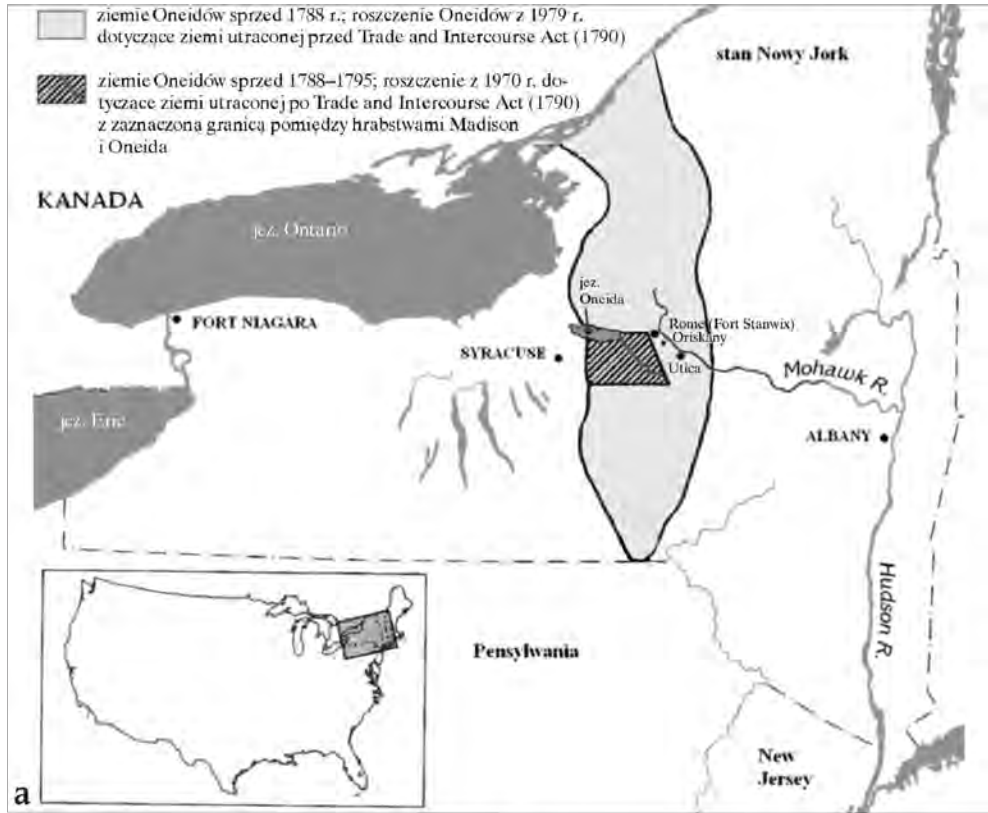 ziemie Oneidów sprzed 1788 r.; roszczenie Oneidów z 1979 r.
dotyczące ziemi utraconej przed Trade and Intercourse Act (1790)
stan Nowy Jork
ziemie Oneidów sprzed 1788–1795; roszczenie z 1970 r. do-
tyczące ziemi utraconej po Trade and Intercourse Act (1790)
z zaznaczoną granicą pomiędzy hrabstwami Madison
i Oneida
KANADA
jez. Ontario
jez.
Oneida
FORT NIAGARA
Rome (Fort Stanwix)
Oriskany
SYRACUSE
Utica
Mohawk R.
jez. Erie
ALBANY
Hudson R.
Pensylwania
New
Jersey
a